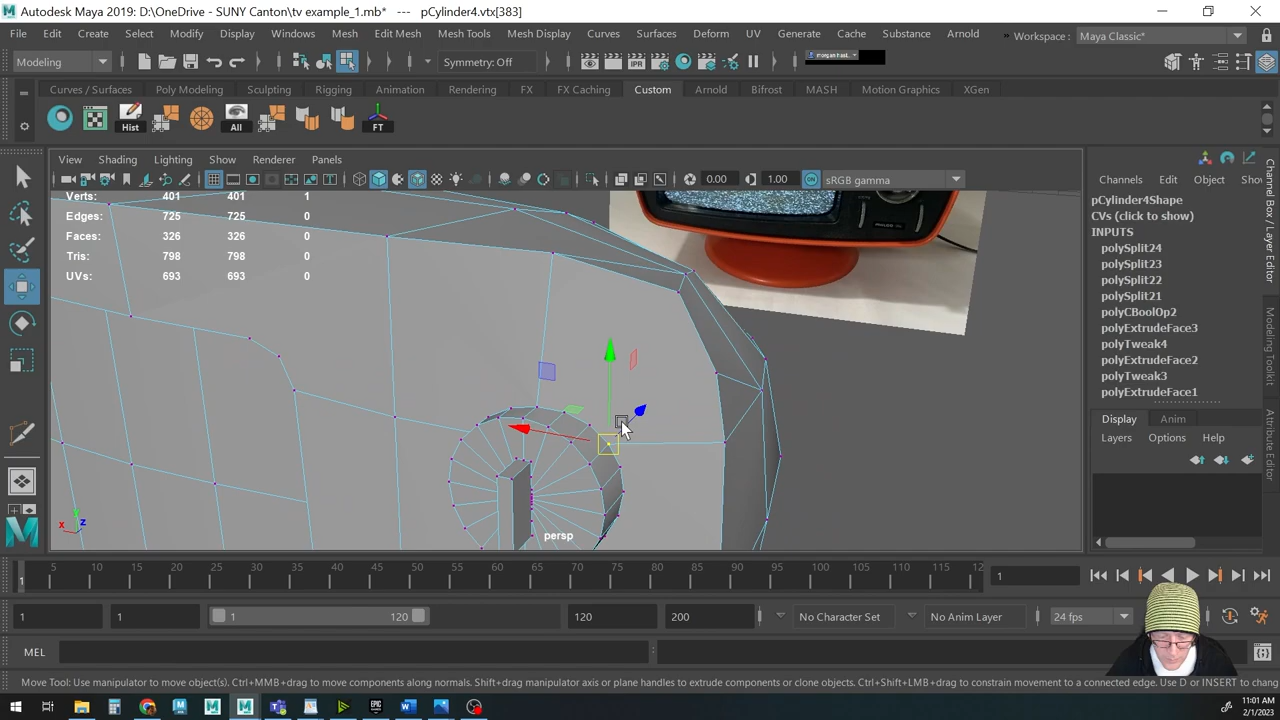 Autodesk Maya 2019: D:\OneDrive - SUNY Canton\tv example_1.mb* --- pCylinder4.vtx[383]
File Edit Create Select Modify Display Windows Mesh Edit Mesh Mesh Tools Mesh Display Curves Surfaces Deform UV Generate Cache Substance Arnold » Workspace : Maya Classic*
Modeling Symmetry: Off
Curves / Surfaces Poly Modeling Sculpting Rigging Animation Rendering FX FX Caching Custom Arnold Bifrost MASH Motion Graphics XGen
Hist All FT
View Shading Lighting Show Renderer Panels
0.00 1.00 ON sRGB gamma
Channels Edit Object Show
Verts: 401 401 1
Edges: 725 725 0
Faces: 326 326 0
Tris: 798 798 0
UVs: 693 693 0
pCylinder4Shape
CVs (click to show)
INPUTS
polySplit24
polySplit23
polySplit22
polySplit21
polyCBoolOp2
polyExtrudeFace3
polyTweak4
polyExtrudeFace2
polyTweak3
polyExtrudeFace1
Display Anim
Layers Options Help
Channel Box / Layer Editor
Modeling Toolkit
Attribute Editor
y
x z
persp
1 5 10 15 20 25 30 35 40 45 50 55 60 65 70 75 80 85 90 95 100 105 110 115 12 1
1 1 1 120 120 200 No Character Set No Anim Layer 24 fps
MEL
Move Tool: Use manipulator to move object(s). Ctrl+MMB+drag to move components along normals. Shift+drag manipulator axis or plane handles to extrude components or clone objects. Ctrl+Shift+LMB+drag to constrain movement to a connected edge. Use D or INSERT to chang
11:01 AM
2/1/2023